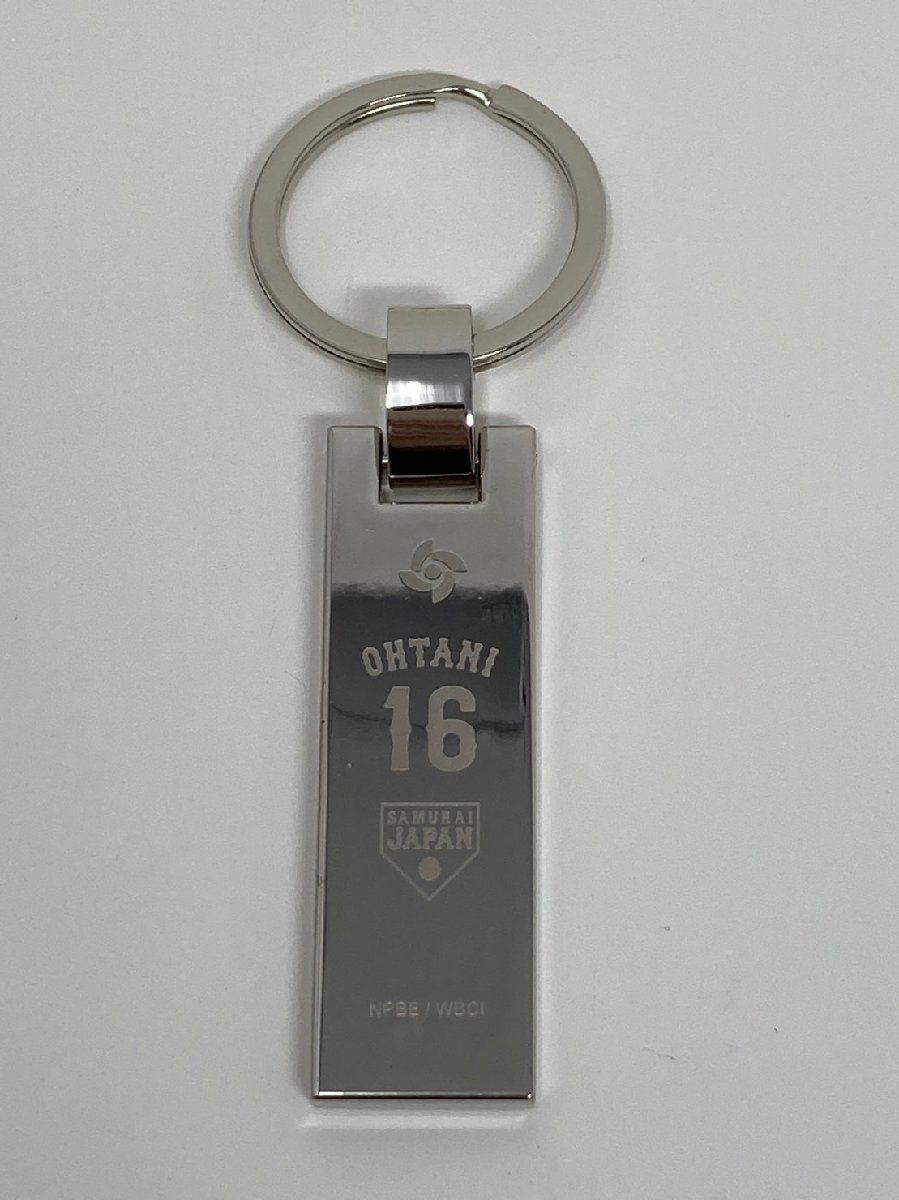 OHTANI
16
SAMURAI
JAPAN
NPBE / WBCI